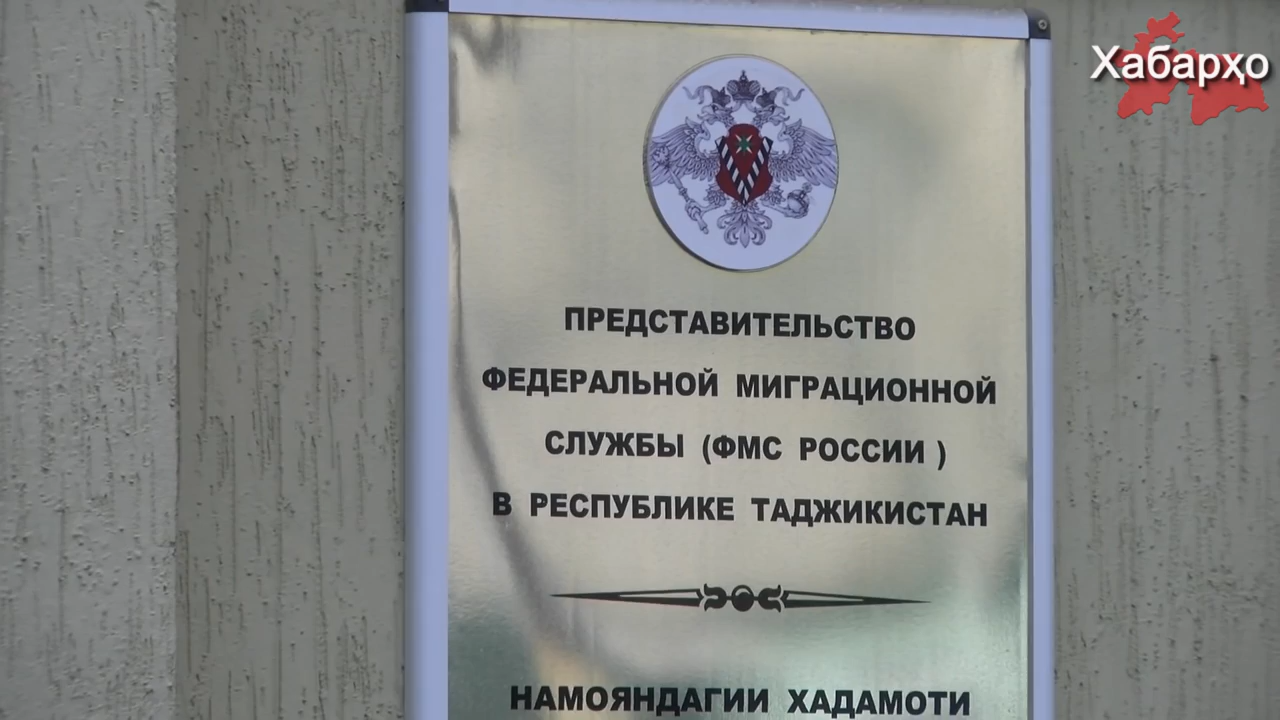 Хабарҳо
ПРЕДСТАВИТЕЛЬСТВО
ФЕДЕРАЛЬНОЙ МИГРАЦИОННОЙ
СЛУЖБЫ (ФМС РОССИИ )
В РЕСПУБЛИКЕ ТАДЖИКИСТАН
НАМОЯНДАГИИ ХАДАМОТИ